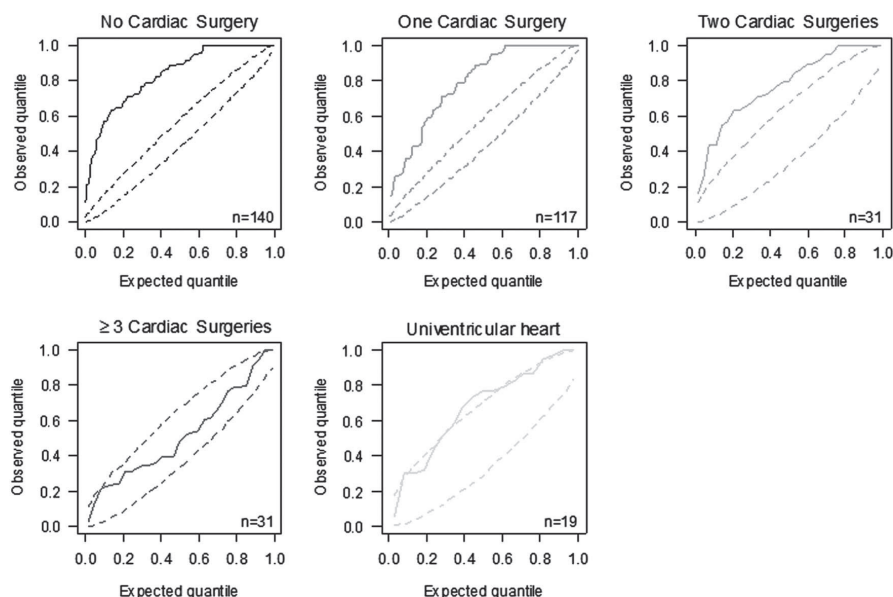 No Cardiac Surgery
Observed quantile
1.0
0.8
0.6
0.4
0.2
0.0
n=140
0.0 0.2 0.4 0.6 0.8 1.0
Expected quantile
One Cardiac Surgery
Observed quantile
1.0
0.8
0.6
0.4
0.2
0.0
n=117
0.0 0.2 0.4 0.6 0.8 1.0
Expected quantile
Two Cardiac Surgeries
Observed quantile
1.0
0.8
0.6
0.4
0.2
0.0
n=31
0.0 0.2 0.4 0.6 0.8 1.0
Expected quantile
≥ 3 Cardiac Surgeries
Observed quantile
1.0
0.8
0.6
0.4
0.2
0.0
n=31
0.0 0.2 0.4 0.6 0.8 1.0
Expected quantile
Univentricular heart
Observed quantile
1.0
0.8
0.6
0.4
0.2
0.0
n=19
0.0 0.2 0.4 0.6 0.8 1.0
Expected quantile